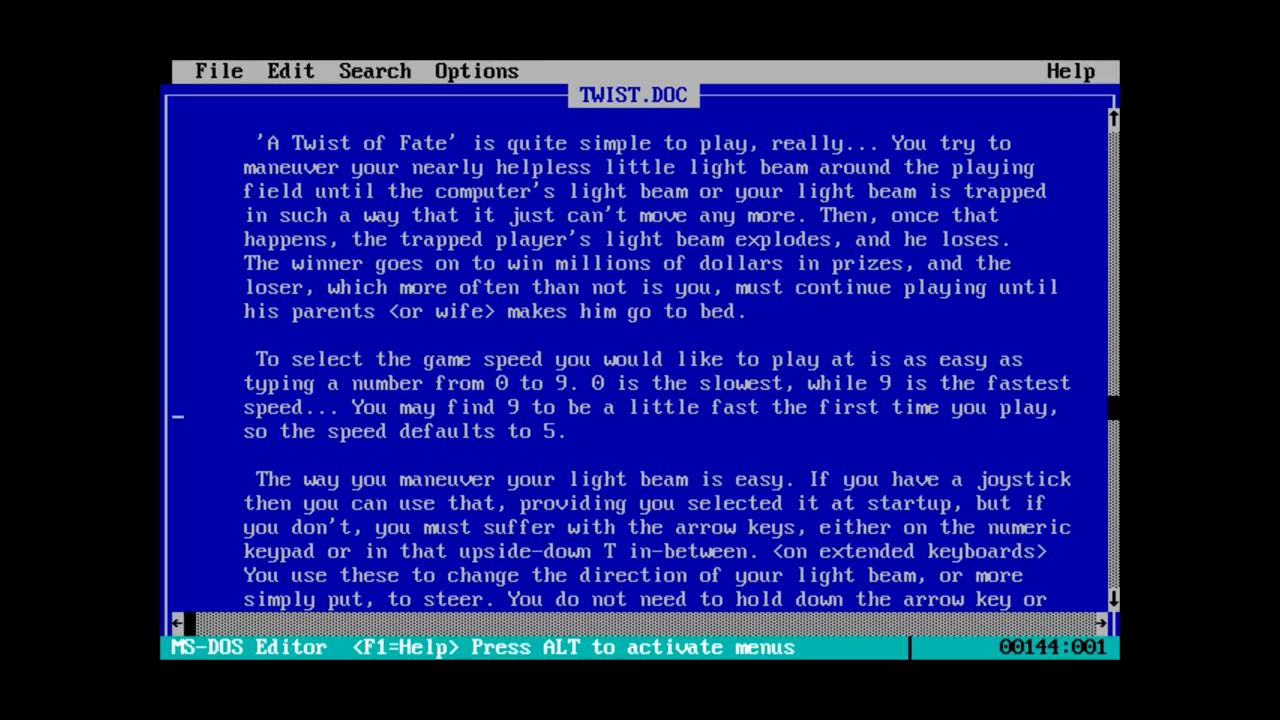 File Edit Search Options Help
TWIST.DOC
'A Twist of Fate' is quite simple to play, really... You try to
maneuver your nearly helpless little light beam around the playing
field until the computer's light beam or your light beam is trapped
in such a way that it just can't move any more. Then, once that
happens, the trapped player's light beam explodes, and he loses.
The winner goes on to win millions of dollars in prizes, and the
loser, which more often than not is you, must continue playing until
his parents <or wife> makes him go to bed.
To select the game speed you would like to play at is as easy as
typing a number from 0 to 9. 0 is the slowest, while 9 is the fastest
speed... You may find 9 to be a little fast the first time you play,
so the speed defaults to 5.
The way you maneuver your light beam is easy. If you have a joystick
then you can use that, providing you selected it at startup, but if
you don't, you must suffer with the arrow keys, either on the numeric
keypad or in that upside-down T in-between. <on extended keyboards>
You use these to change the direction of your light beam, or more
simply put, to steer. You do not need to hold down the arrow key or
MS-DOS Editor <F1=Help> Press ALT to activate menus 00144:001